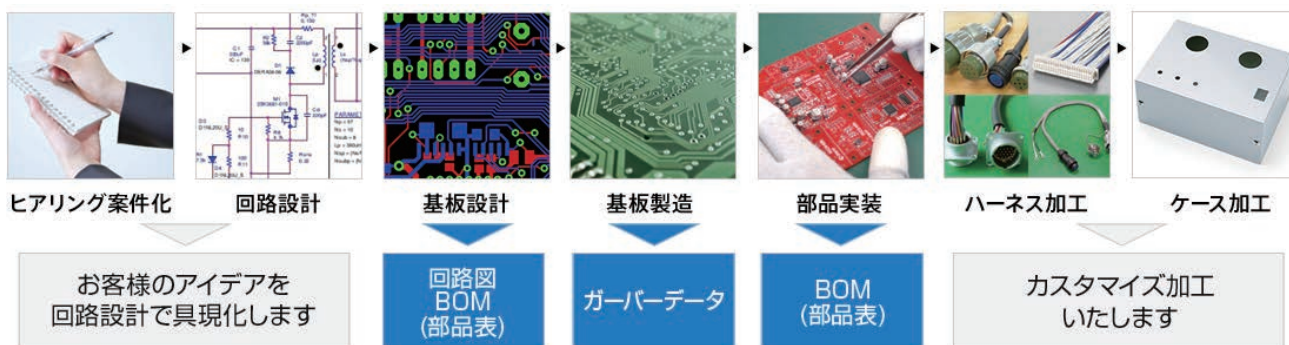 ヒアリング案件化
回路設計
基板設計
基板製造
部品実装
ハーネス加工
ケース加工
お客様のアイデアを
回路設計で具現化します
回路図
BOM
(部品表)
ガーバーデータ
BOM
(部品表)
カスタマイズ加工
いたします